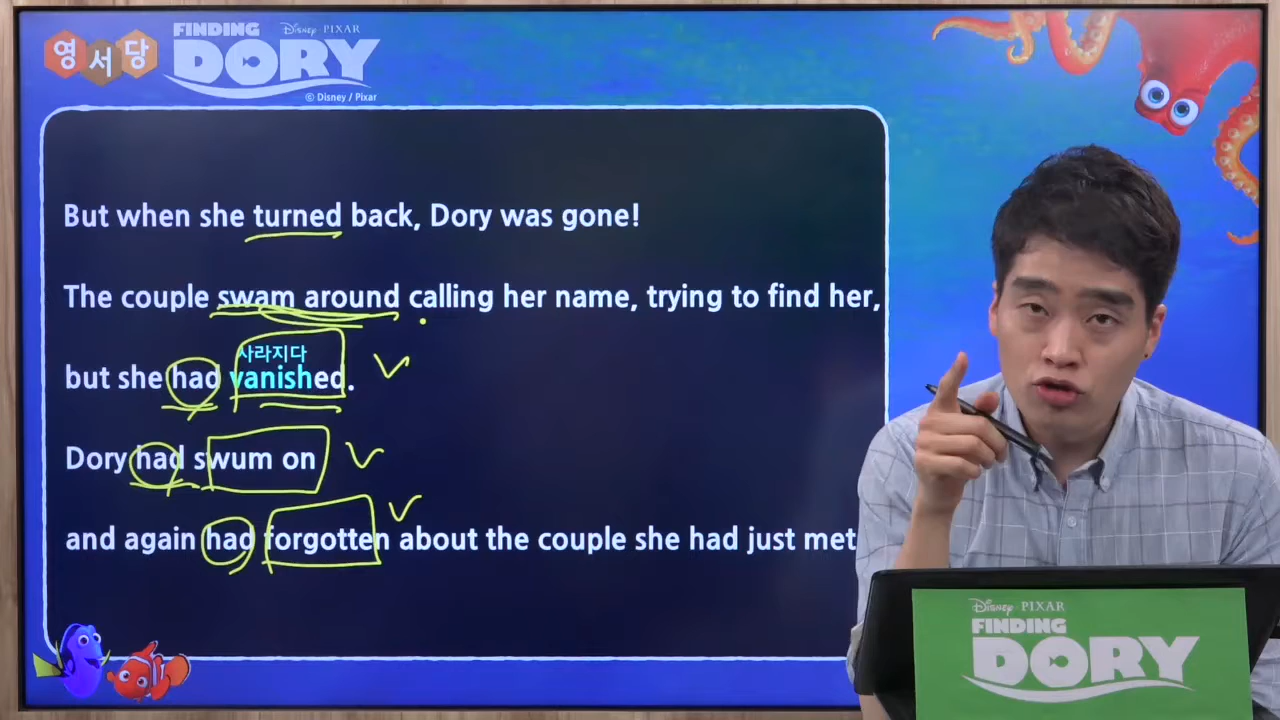 영서당
FINDING
Disney · PIXAR
DORY
© Disney / Pixar
But when she turned back, Dory was gone!
The couple swam around calling her name, trying to find her,
사라지다
but she had vanished.
Dory had swum on
and again had forgotten about the couple she had just met
Disney · PIXAR
FINDING
DORY